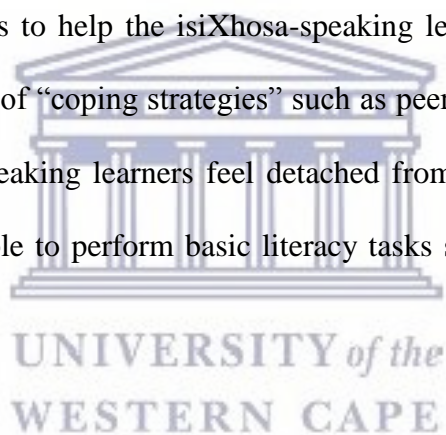 s to help the isiXhosa-speaking le
of “coping strategies” such as peer
eaking learners feel detached from
le to perform basic literacy tasks s
UNIVERSITY of the
WESTERN CAPE